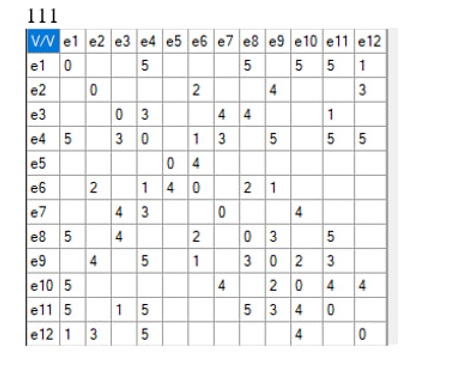 111
V/V e1 e2 e3 e4 e5 e6 e7 e8 e9 e10 e11 e12
e1 0 5 5 5 5 1
e2 0 2 4 3
e3 0 3 4 4 1
e4 5 3 0 1 3 5 5 5
e5 0 4
e6 2 1 4 0 2 1
e7 4 3 0 4
e8 5 4 2 0 3 5
e9 4 5 1 3 0 2 3
e10 5 4 2 0 4 4
e11 5 1 5 5 3 4 0
e12 1 3 5 4 0